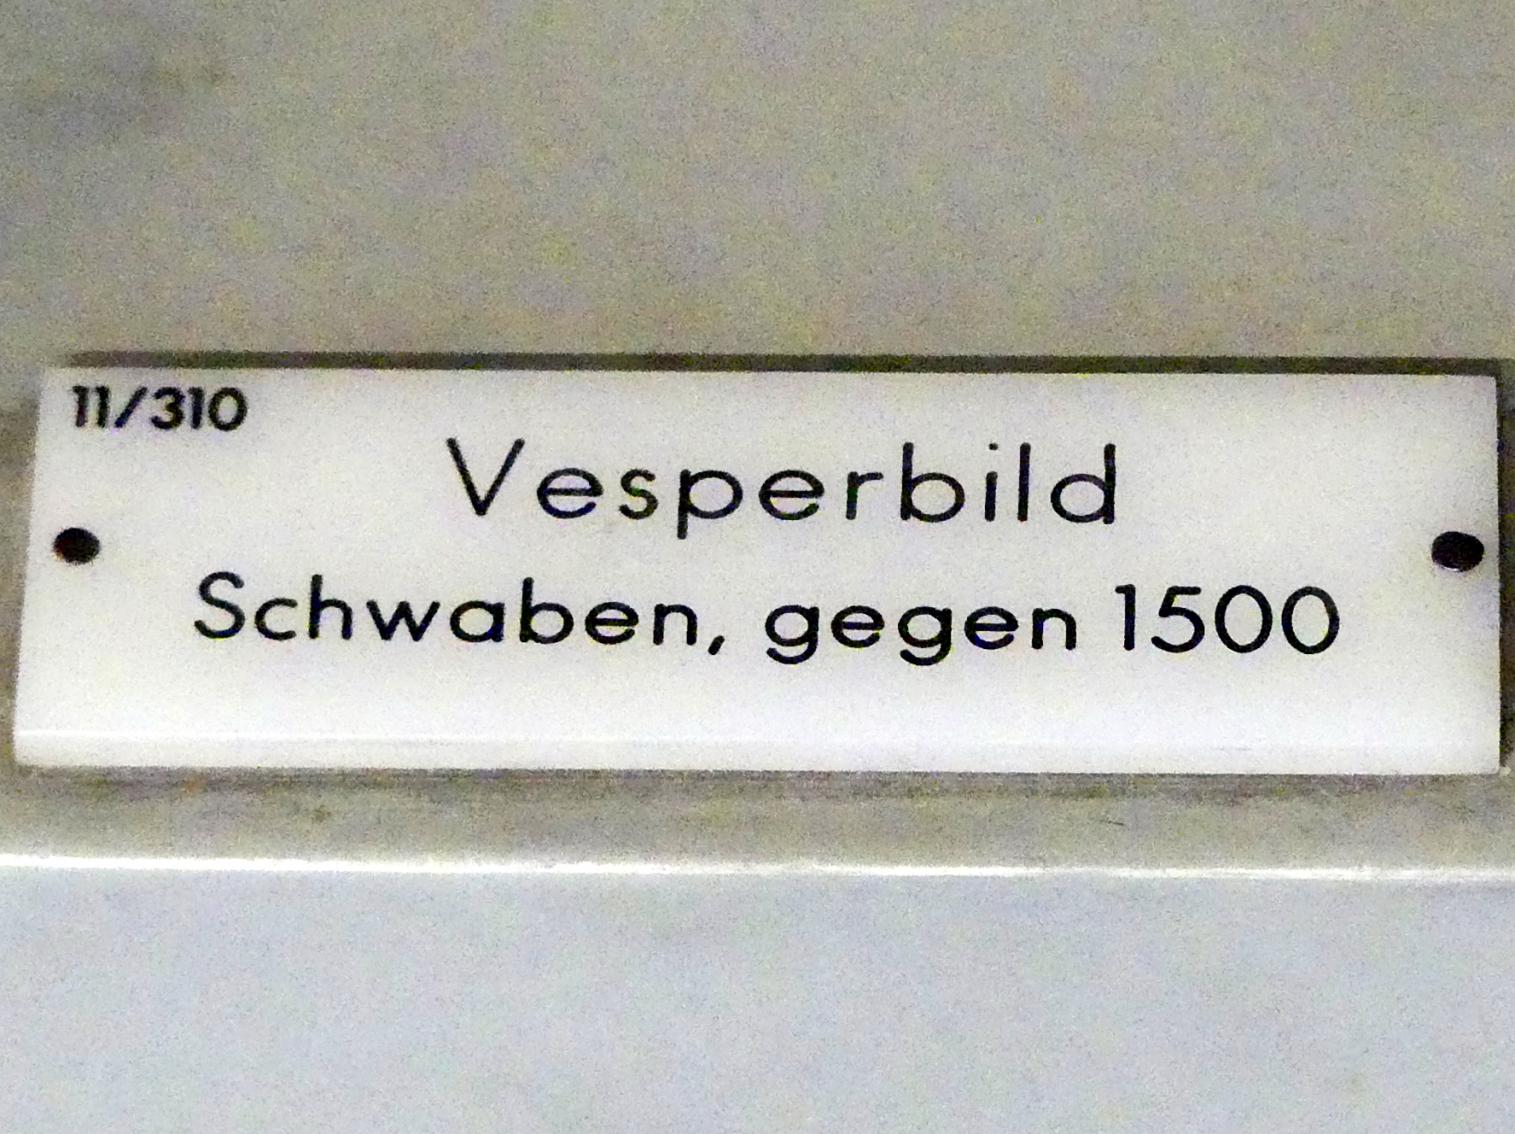 11/310
Vesperbild
Schwaben, gegen 1500